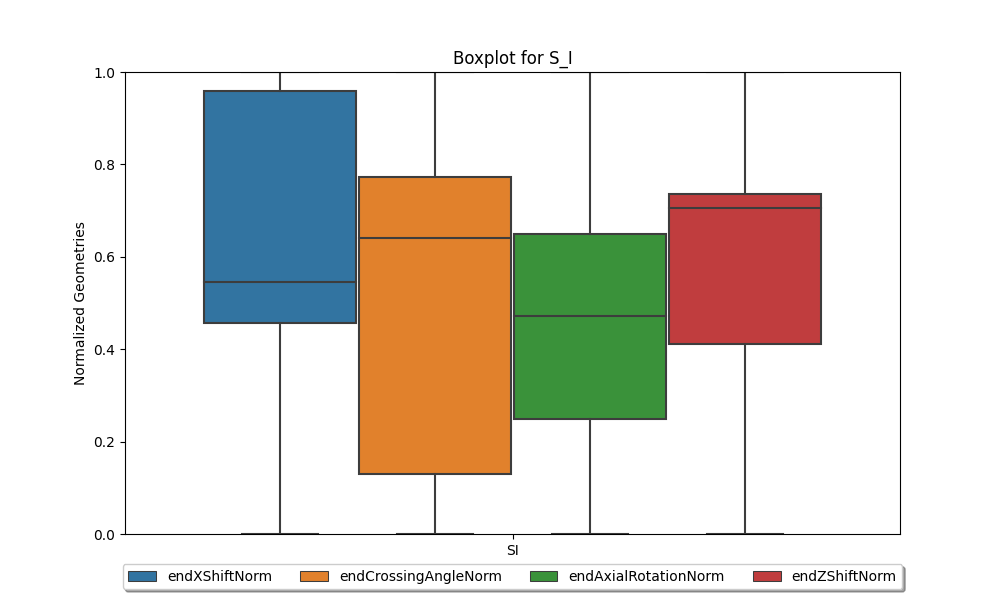 Boxplot for S_I
1.0
0.8
0.6
0.4
0.2
0.0
Normalized Geometries
SI
endXShiftNorm endCrossingAngleNorm endAxialRotationNorm endZShiftNorm